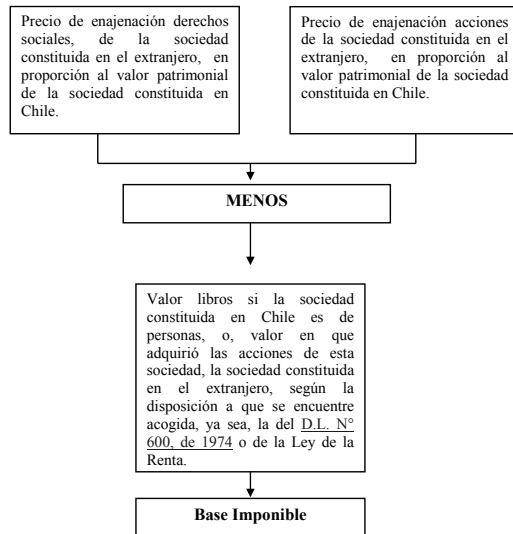 Precio de enajenación derechos
sociales, de la sociedad
constituida en el extranjero, en
proporción al valor patrimonial
de la sociedad constituida en
Chile.
Precio de enajenación acciones
de la sociedad constituida en el
extranjero, en proporción al
valor patrimonial de la sociedad
constituida en Chile.
MENOS
Valor libros si la sociedad
constituida en Chile es de
personas, o, valor en que
adquirió las acciones de esta
sociedad, la sociedad constituida
en el extranjero, según la
disposición a que se encuentre
acogida, ya sea, la del D.L. N°
600, de 1974 o de la Ley de la
Renta.
Base Imponible